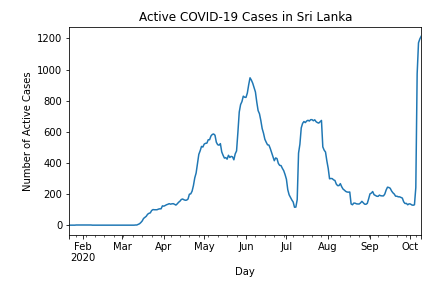 Active COVID-19 Cases in Sri Lanka
Number of Active Cases
1200
1000
800
600
400
200
0
Feb Mar Apr May Jun Jul Aug Sep Oct
2020
Day